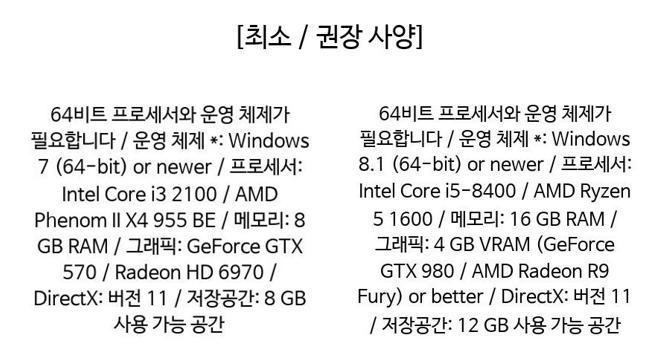 [최소 / 권장 사양]
64비트 프로세서와 운영 체제가
필요합니다 / 운영 체제 *: Windows
7 (64-bit) or newer / 프로세서:
Intel Core i3 2100 / AMD
Phenom II X4 955 BE / 메모리: 8
GB RAM / 그래픽: GeForce GTX
570 / Radeon HD 6970 /
DirectX: 버전 11 / 저장공간: 8 GB
사용 가능 공간
64비트 프로세서와 운영 체제가
필요합니다 / 운영 체제 *: Windows
8.1 (64-bit) or newer / 프로세서:
Intel Core i5-8400 / AMD Ryzen
5 1600 / 메모리: 16 GB RAM /
그래픽: 4 GB VRAM (GeForce
GTX 980 / AMD Radeon R9
Fury) or better / DirectX: 버전 11
/ 저장공간: 12 GB 사용 가능 공간